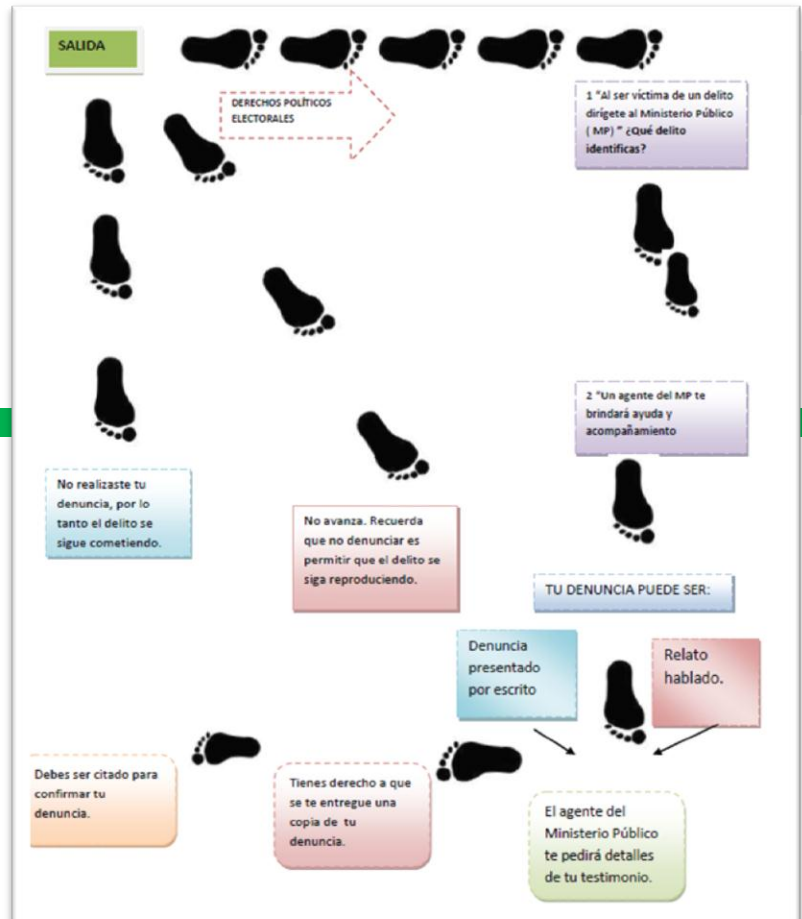 SALIDA
DERECHOS POLÍTICOS
ELECTORALES
1 "Al ser víctima de un delito
dirígete al Ministerio Público
( MP) " ¿Qué delito
identificas?
2 "Un agente del MP te
brindará ayuda y
acompañamiento
No realizaste tu
denuncia, por lo
tanto el delito se
sigue cometiendo.
No avanza. Recuerda
que no denunciar es
permitir que el delito se
siga reproduciendo.
TU DENUNCIA PUEDE SER:
Denuncia
presentado
por escrito
Relato
hablado.
Debes ser citado para
confirmar tu
denuncia.
Tienes derecho a que
se te entregue una
copia de tu
denuncia.
El agente del
Ministerio Público
te pedirá detalles
de tu testimonio.